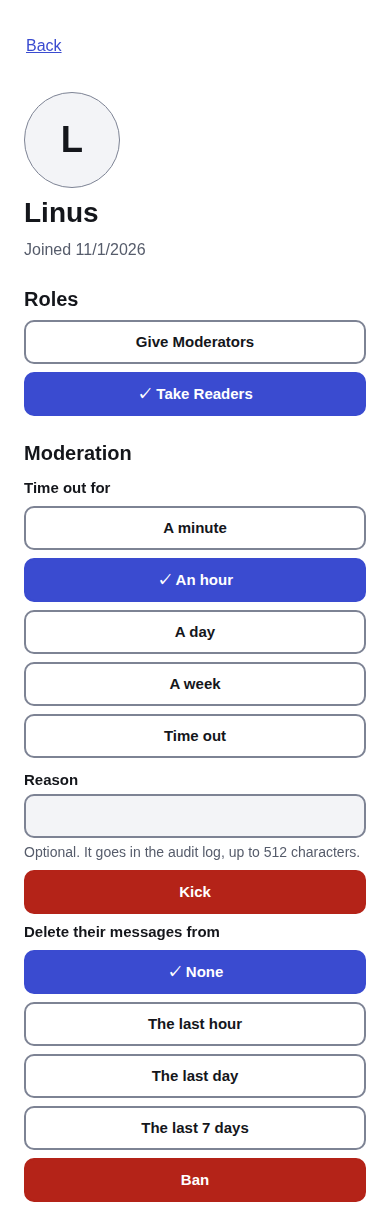 Back
L
Linus
Joined 11/1/2026
Roles
Give Moderators
✓ Take Readers
Moderation
Time out for
A minute
✓ An hour
A day
A week
Time out
Reason
Optional. It goes in the audit log, up to 512 characters.
Kick
Delete their messages from
✓ None
The last hour
The last day
The last 7 days
Ban